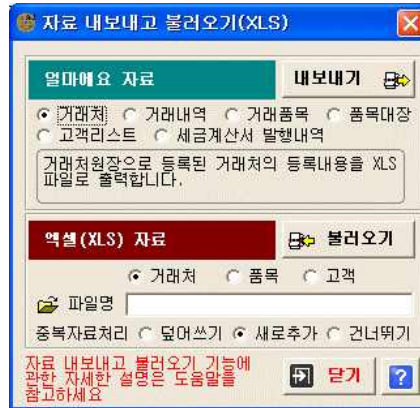 자료 내보내고 불러오기(XLS)
얼마에요 자료 내보내기
거래처 거래내역 거래품목 품목대장
고객리스트 세금계산서 발행내역
거래처원장으로 등록된 거래처의 등록내용을 XLS
파일로 출력합니다.
엑셀(XLS) 자료 불러오기
거래처 품목 고객
파일명
중복자료처리 덮어쓰기 새로추가 건너뛰기
자료 내보내고 불러오기 기능에
관한 자세한 설명은 도움말을
참고하세요
닫기 ?